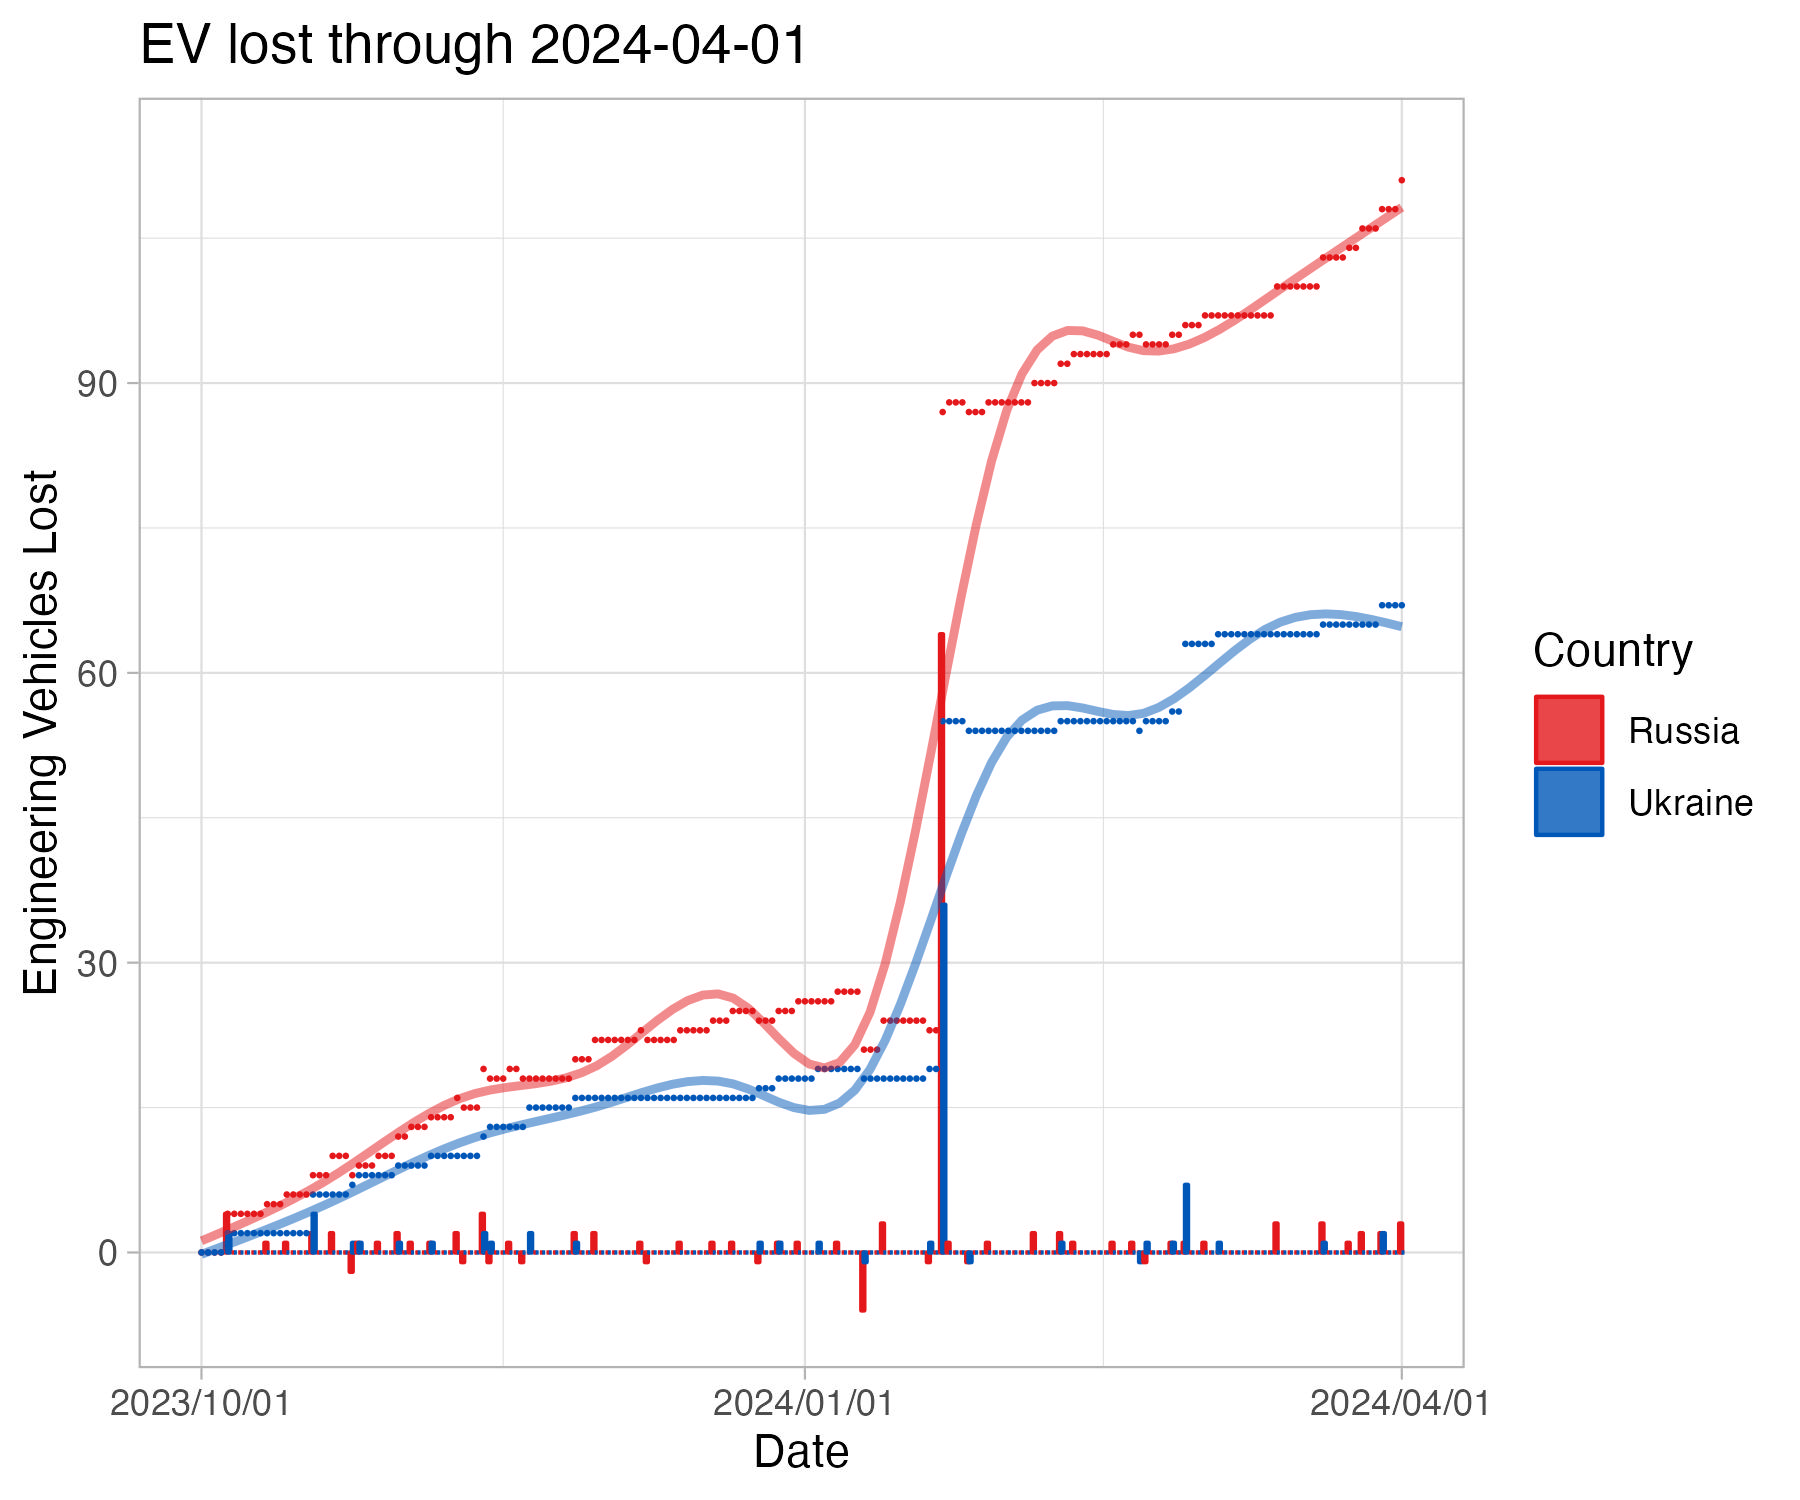 EV lost through 2024-04-01
Engineering Vehicles Lost
90
60
30
0
2023/10/01
2024/01/01
2024/04/01
Date
Country
Russia
Ukraine